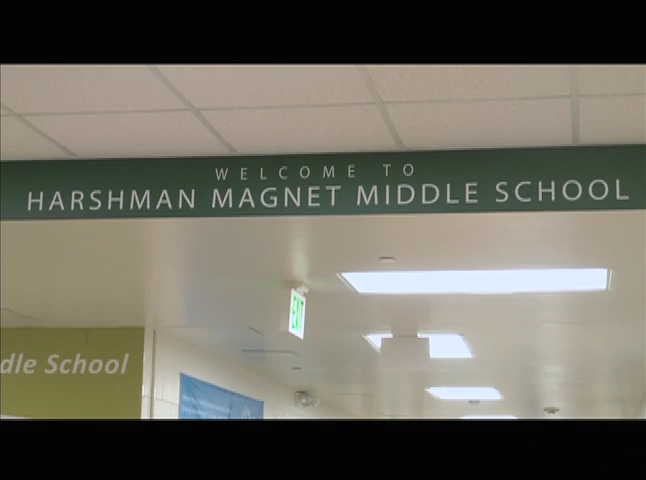 WELCOME TO
HARSHMAN MAGNET MIDDLE SCHOOL
EXIT
dle School